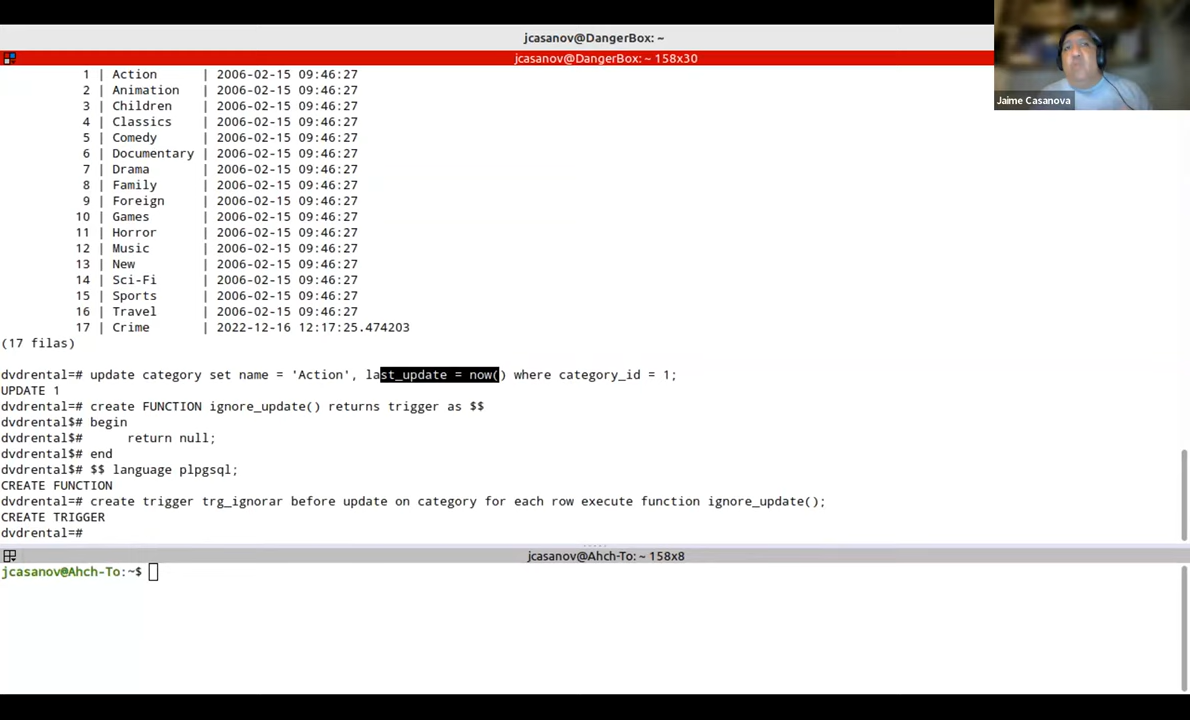 jcasanov@DangerBox: ~
jcasanov@DangerBox: ~ 158x30
Jaime Casanova
1 | Action | 2006-02-15 09:46:27
2 | Animation | 2006-02-15 09:46:27
3 | Children | 2006-02-15 09:46:27
4 | Classics | 2006-02-15 09:46:27
5 | Comedy | 2006-02-15 09:46:27
6 | Documentary | 2006-02-15 09:46:27
7 | Drama | 2006-02-15 09:46:27
8 | Family | 2006-02-15 09:46:27
9 | Foreign | 2006-02-15 09:46:27
10 | Games | 2006-02-15 09:46:27
11 | Horror | 2006-02-15 09:46:27
12 | Music | 2006-02-15 09:46:27
13 | New | 2006-02-15 09:46:27
14 | Sci-Fi | 2006-02-15 09:46:27
15 | Sports | 2006-02-15 09:46:27
16 | Travel | 2006-02-15 09:46:27
17 | Crime | 2022-12-16 12:17:25.474203
(17 filas)
dvdrental=# update category set name = 'Action', last_update = now() where category_id = 1;
UPDATE 1
dvdrental=# create FUNCTION ignore_update() returns trigger as $$
dvdrental$# begin
dvdrental$# return null;
dvdrental$# end
dvdrental$# $$ language plpgsql;
CREATE FUNCTION
dvdrental=# create trigger trg_ignorar before update on category for each row execute function ignore_update();
CREATE TRIGGER
dvdrental=#
jcasanov@Ahch-To: ~ 158x8
jcasanov@Ahch-To:~$